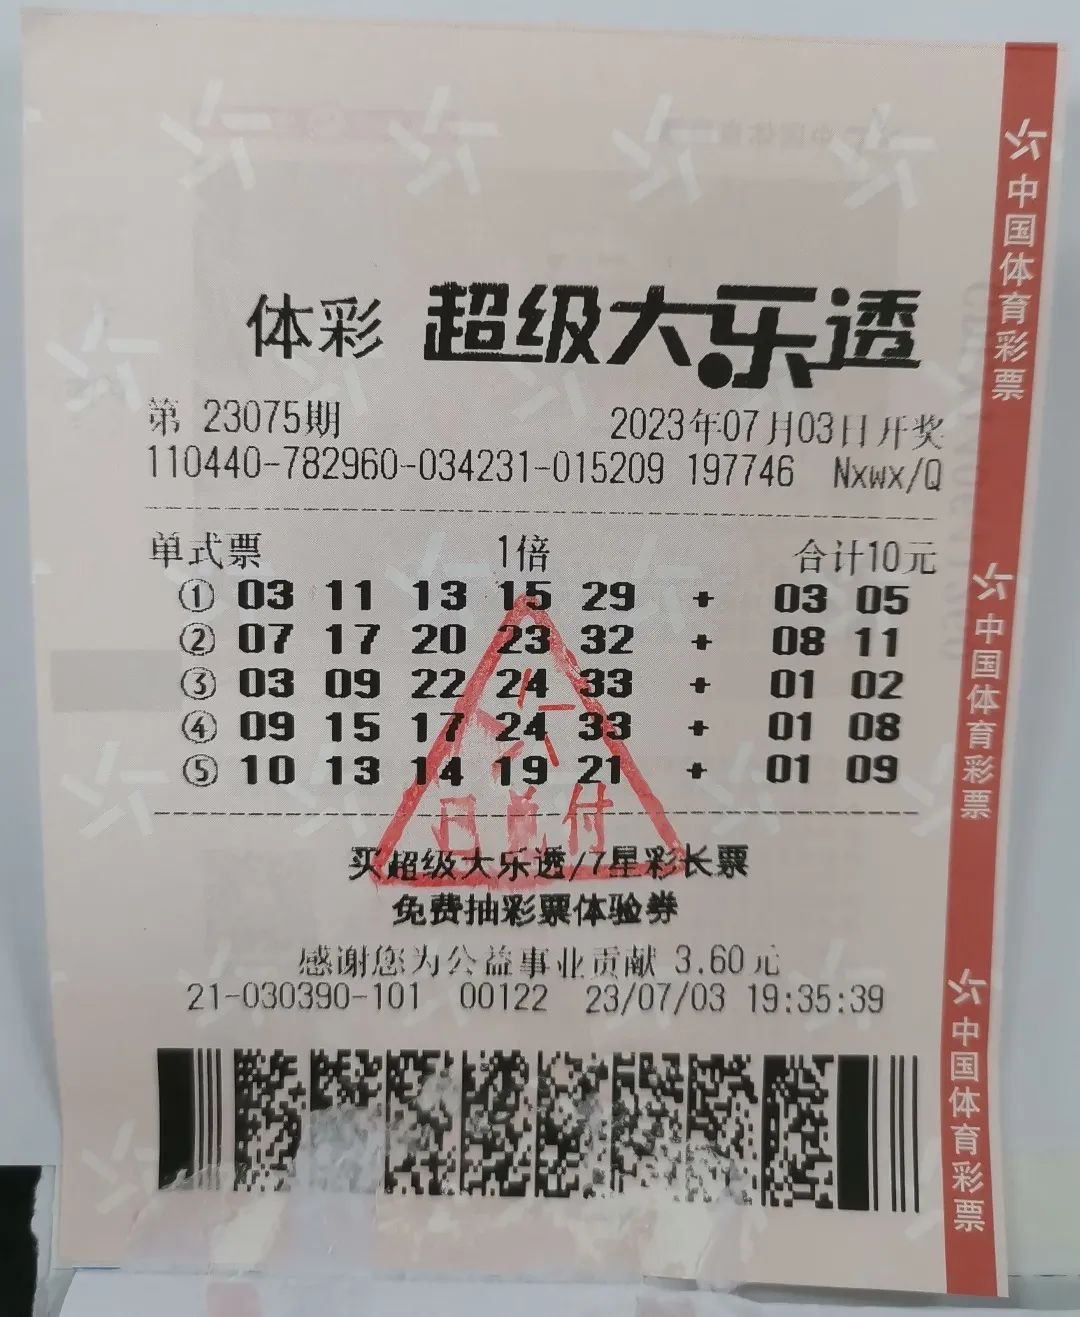 体彩 超级大乐透
第 23075期 2023年07月03日开奖
110440-782960-034231-015209 197746 Nxwx/Q
单式票 1倍 合计10元
① 03 11 13 15 29 + 03 05
② 07 17 20 23 32 + 08 11
③ 03 09 22 24 33 + 01 02
④ 09 15 17 24 33 + 01 08
⑤ 10 13 14 19 21 + 01 09
已兑付
买超级大乐透/7星彩长票
免费抽彩票体验券
感谢您为公益事业贡献 3.60元
21-030390-101 00122 23/07/03 19:35:39
中国体育彩票
中国体育彩票
中国体育彩票